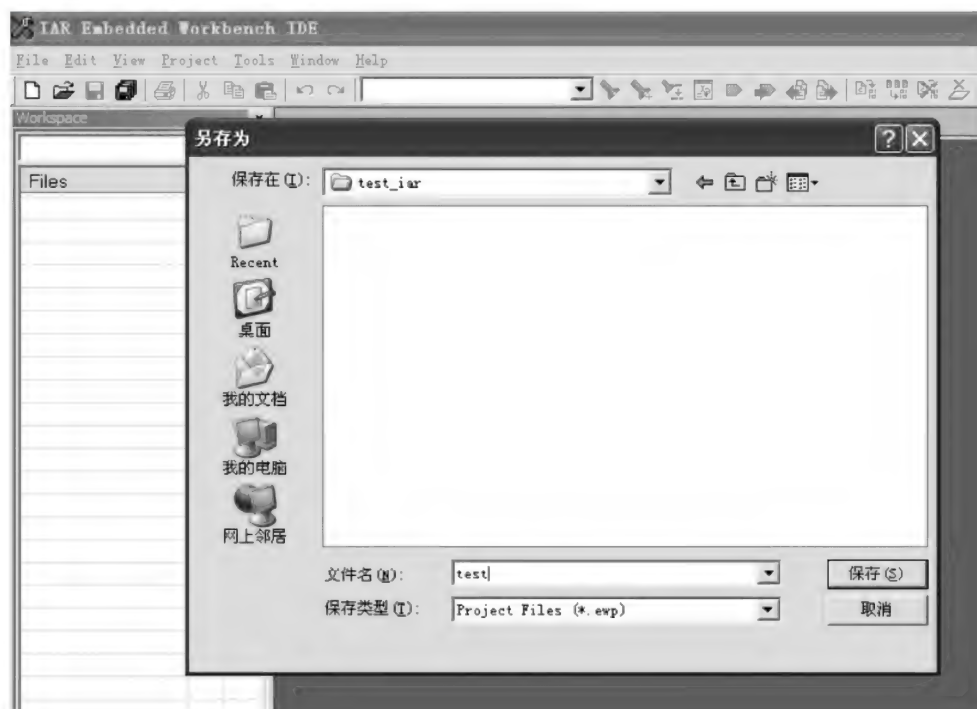 IAR Embedded Workbench IDE
File Edit View Project Tools Window Help
Workspace
另存为
Files
保存在(I):
test_iar
Recent
桌面
我的文档
我的电脑
网上邻居
文件名(N):
test
保存(S)
保存类型(T):
Project Files (*.ewp)
取消